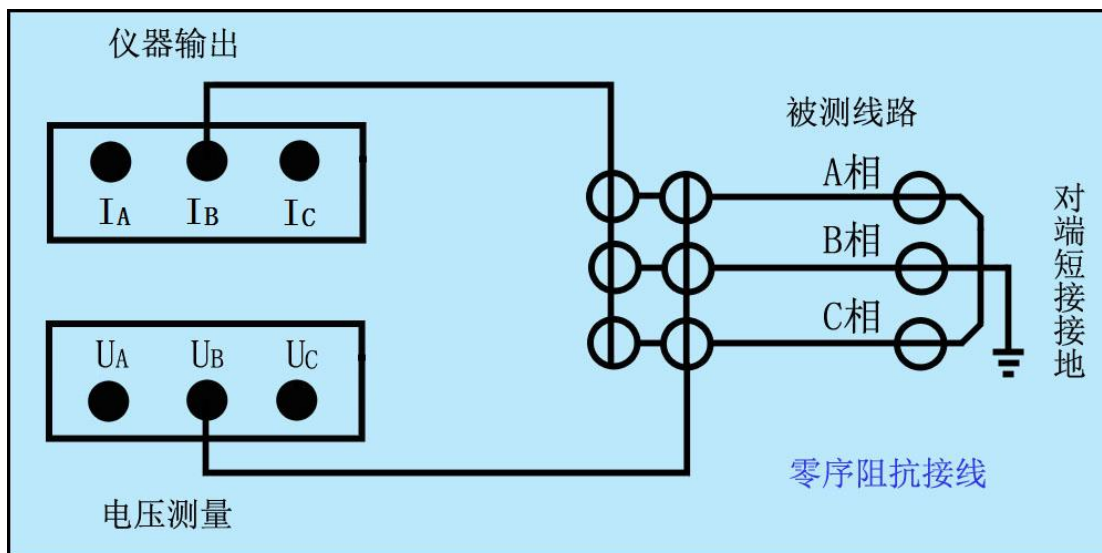 仪器输出
IA IB IC
UA UB UC
电压测量
被测线路
A相
B相
C相
对端短接接地
零序阻抗接线